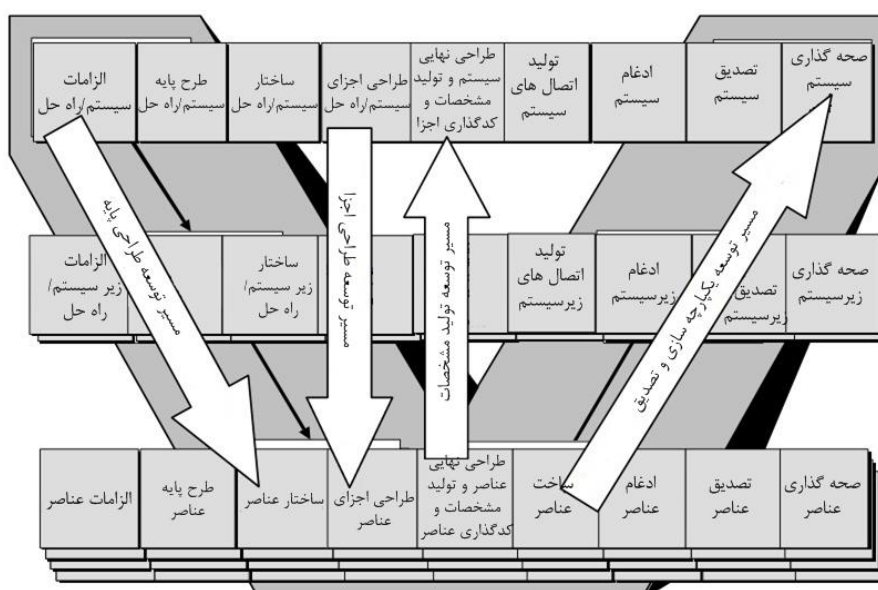 الزامات
سیستم/راه حل
طرح پایه
سیستم/راه حل
ساختار
سیستم/راه حل
طراحی اجزای
سیستم/راه حل
طراحی نهایی
سیستم و تولید
مشخصات و
کدگذاری اجزا
تولید
اتصال های
سیستم
ادغام
سیستم
تصدیق
سیستم
صحه گذاری
سیستم
مسیر توسعه طراحی پایه
مسیر توسعه طراحی اجزا
مسیر توسعه تولید مشخصات
مسیر توسعه یکپارچه سازی و تصدیق
الزامات
زیر سیستم/
راه حل
ساختار
زیر سیستم/
راه حل
تولید
اتصال های
زیرسیستم
ادغام
زیرسیستم
تصدیق
زیرسیستم
صحه گذاری
زیرسیستم
الزامات عناصر
طرح پایه
عناصر
ساختار عناصر
طراحی اجزای
عناصر
طراحی نهایی
عناصر و تولید
مشخصات و
کدگذاری عناصر
ساخت
عناصر
ادغام
عناصر
تصدیق
عناصر
صحه گذاری
عناصر